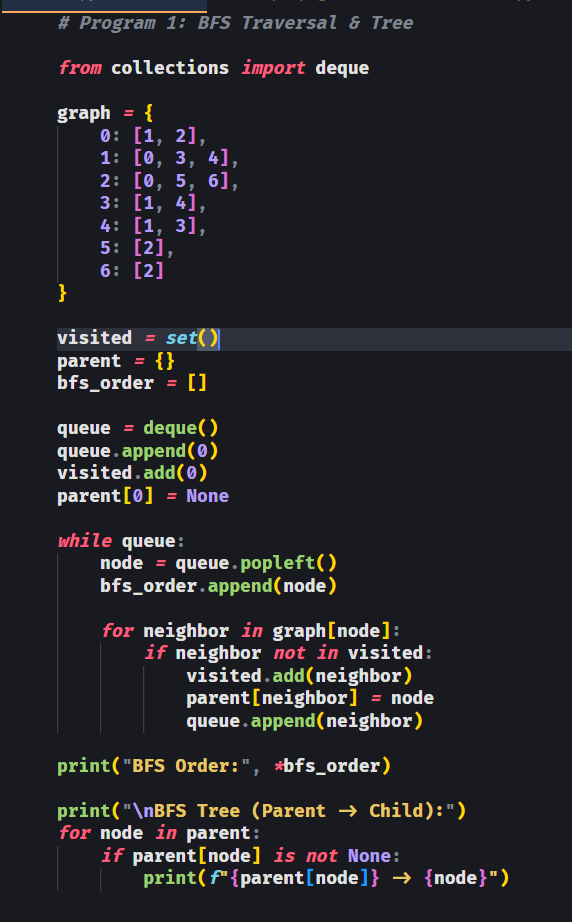 # Program 1: BFS Traversal & Tree
from collections import deque
graph = {
    0: [1, 2],
    1: [0, 3, 4],
    2: [0, 5, 6],
    3: [1, 4],
    4: [1, 3],
    5: [2],
    6: [2]
}
visited = set()
parent = {}
bfs_order = []
queue = deque()
queue.append(0)
visited.add(0)
parent[0] = None
while queue:
    node = queue.popleft()
    bfs_order.append(node)
    for neighbor in graph[node]:
        if neighbor not in visited:
            visited.add(neighbor)
            parent[neighbor] = node
            queue.append(neighbor)
print("BFS Order:", *bfs_order)
print("\nBFS Tree (Parent -> Child):")
for node in parent:
    if parent[node] is not None:
        print(f"{parent[node]} -> {node}")